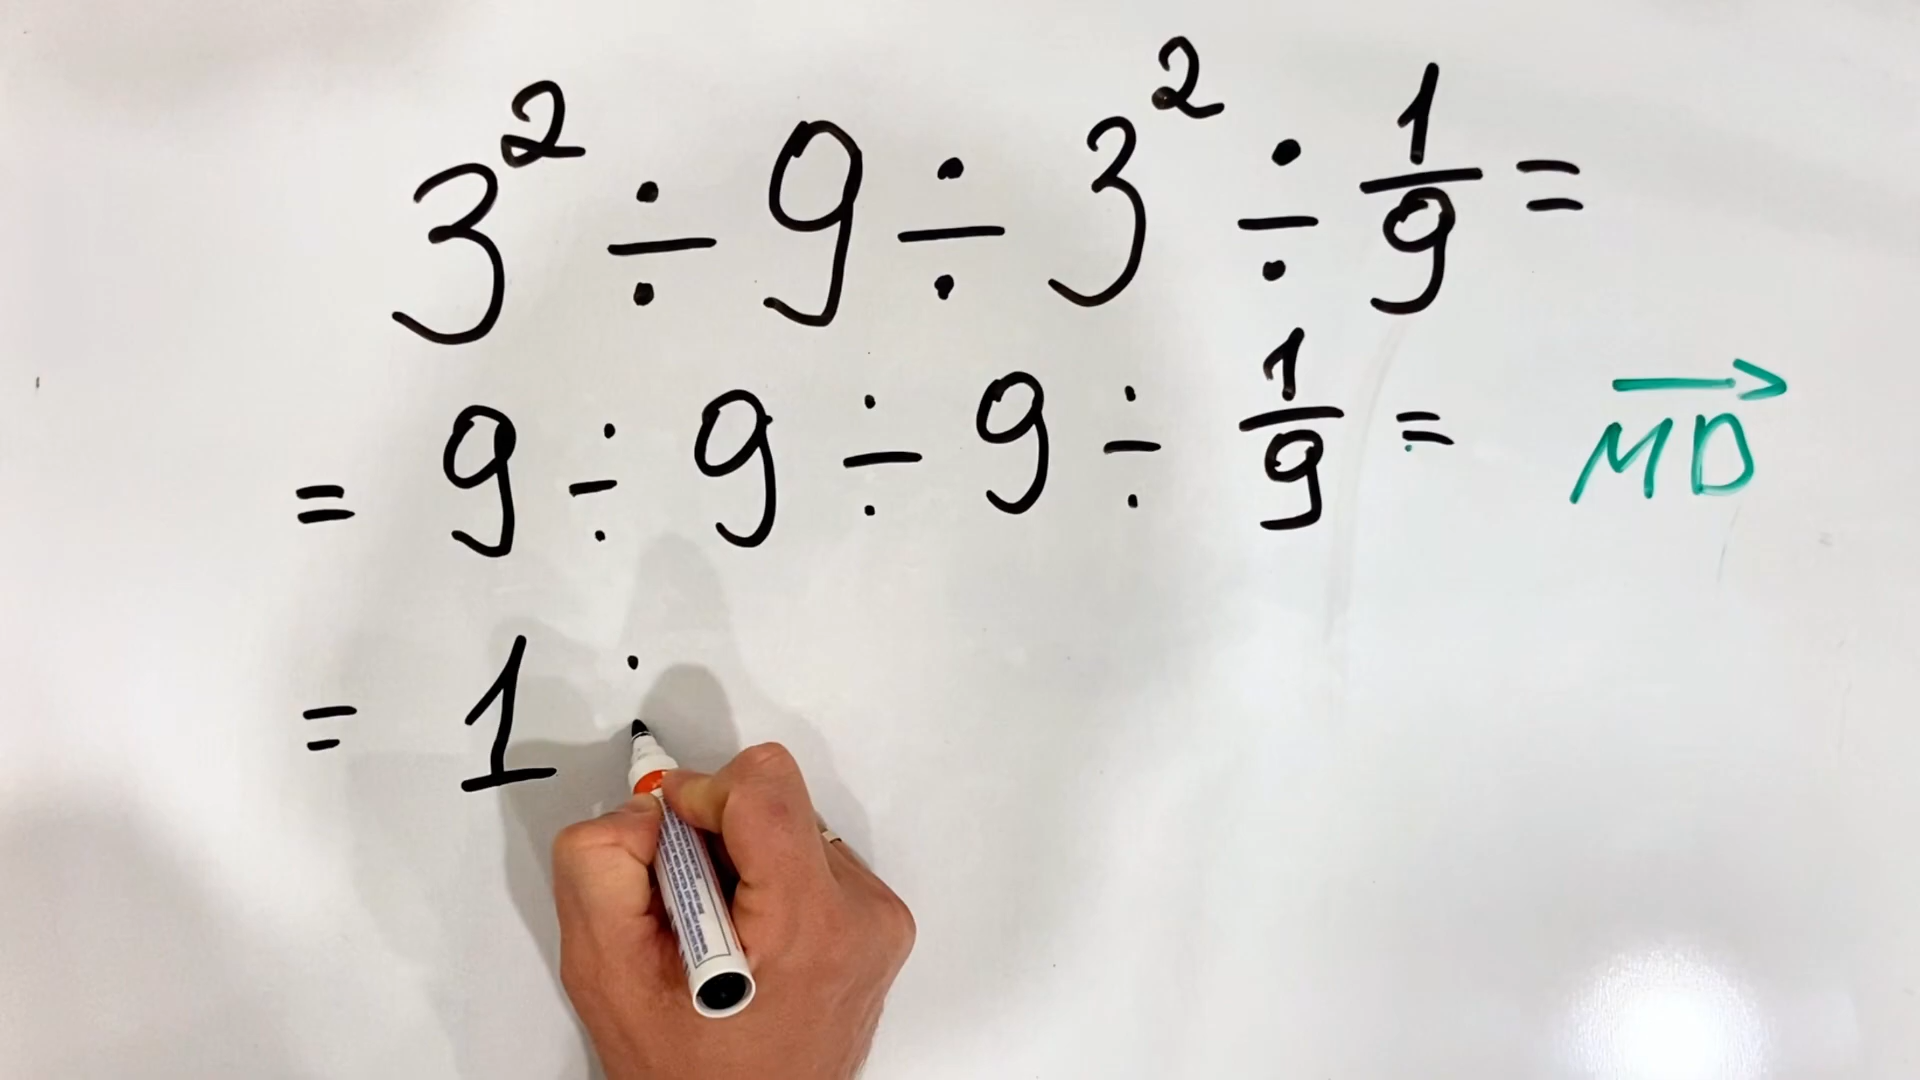 3² ÷ 9 ÷ 3² ÷ 1/9 =
= 9 ÷ 9 ÷ 9 ÷ 1/9 =
MD
= 1